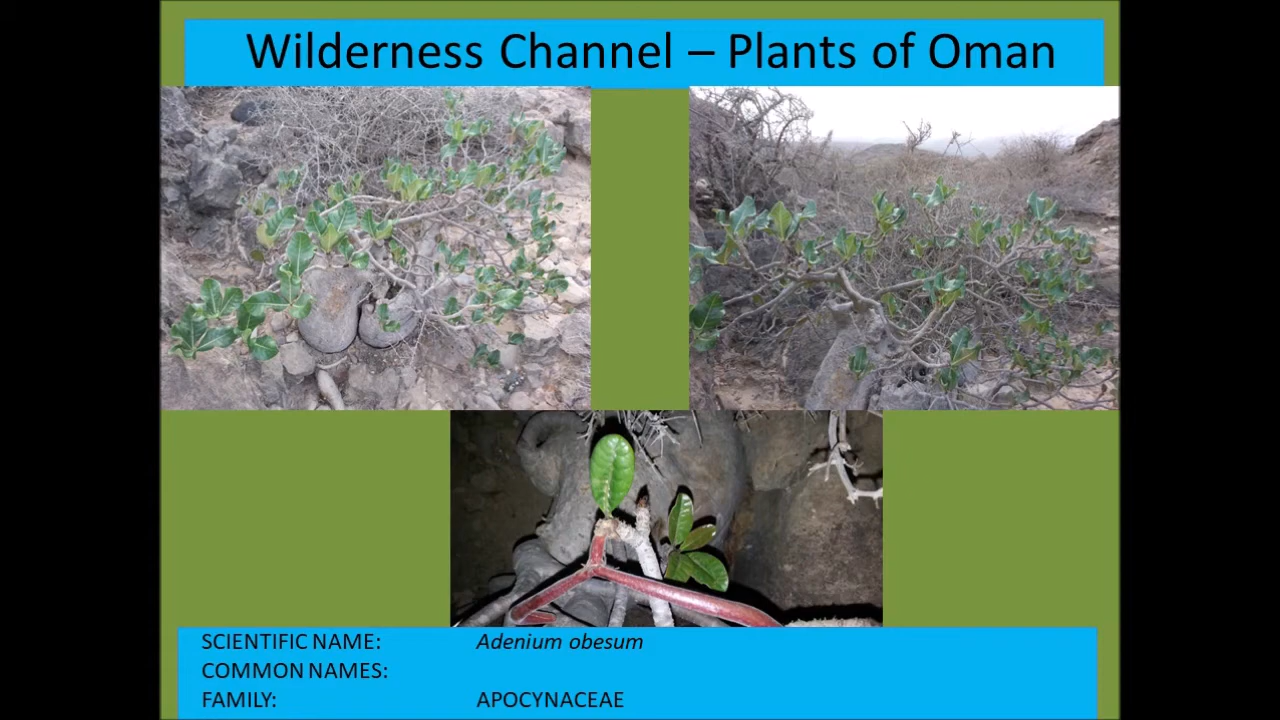 Wilderness Channel – Plants of Oman
SCIENTIFIC NAME: Adenium obesum
COMMON NAMES:
FAMILY: APOCYNACEAE